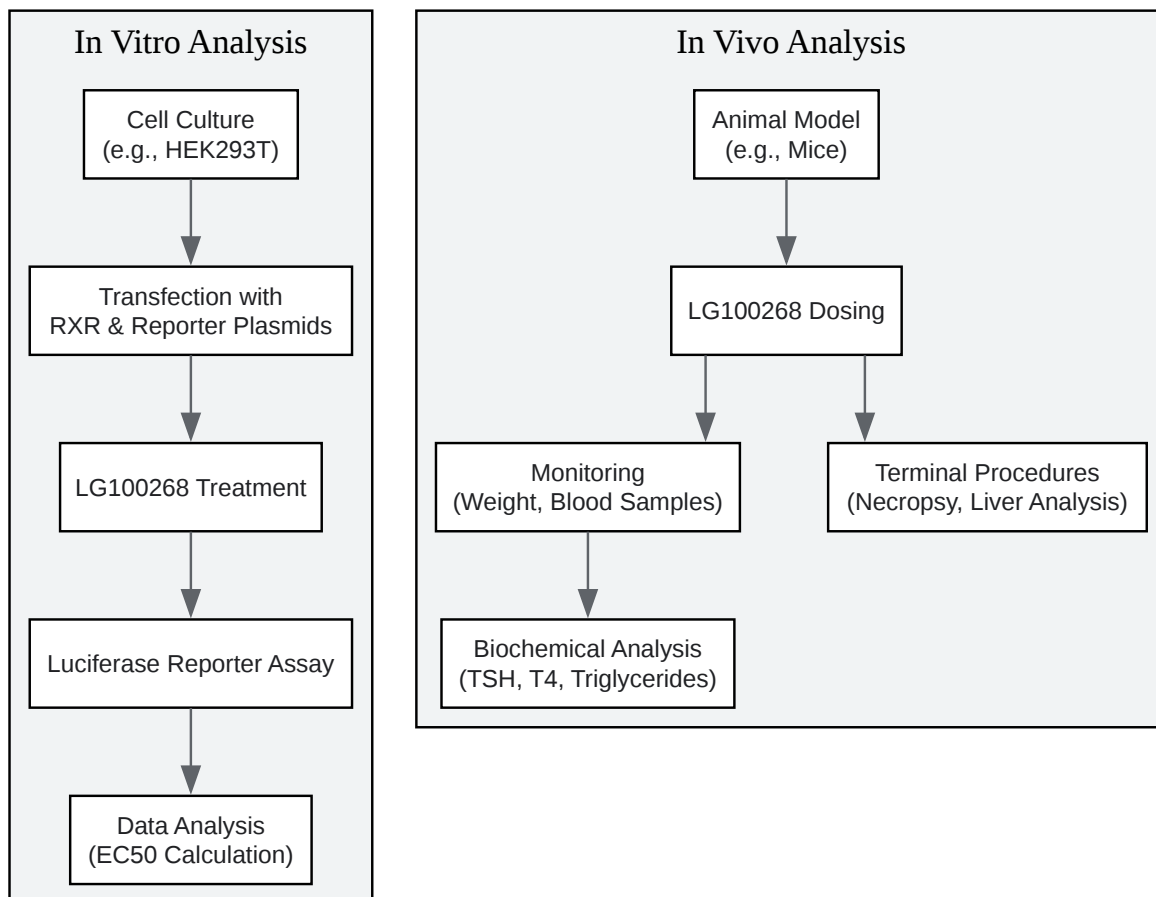 In Vitro Analysis
Cell Culture
(e.g., HEK293T)
Transfection with
RXR & Reporter Plasmids
LG100268 Treatment
Luciferase Reporter Assay
Data Analysis
(EC50 Calculation)
In Vivo Analysis
Animal Model
(e.g., Mice)
LG100268 Dosing
Monitoring
(Weight, Blood Samples)
Terminal Procedures
(Necropsy, Liver Analysis)
Biochemical Analysis
(TSH, T4, Triglycerides)